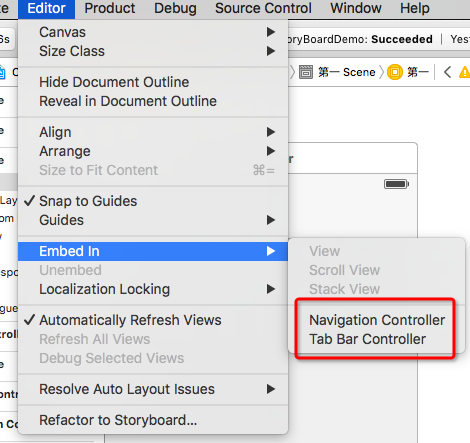 Editor Product Debug Source Control Window Help
oryBoardDemo: Succeeded | Yest
第一 Scene 第一
Canvas
Size Class
Hide Document Outline
Reveal in Document Outline
Align
Arrange
Size to Fit Content ⌘=
✓ Snap to Guides
Guides
Embed In
Unembed
Localization Locking
✓ Automatically Refresh Views
Refresh All Views
Debug Selected Views
Resolve Auto Layout Issues
Refactor to Storyboard...
View
Scroll View
Stack View
Navigation Controller
Tab Bar Controller